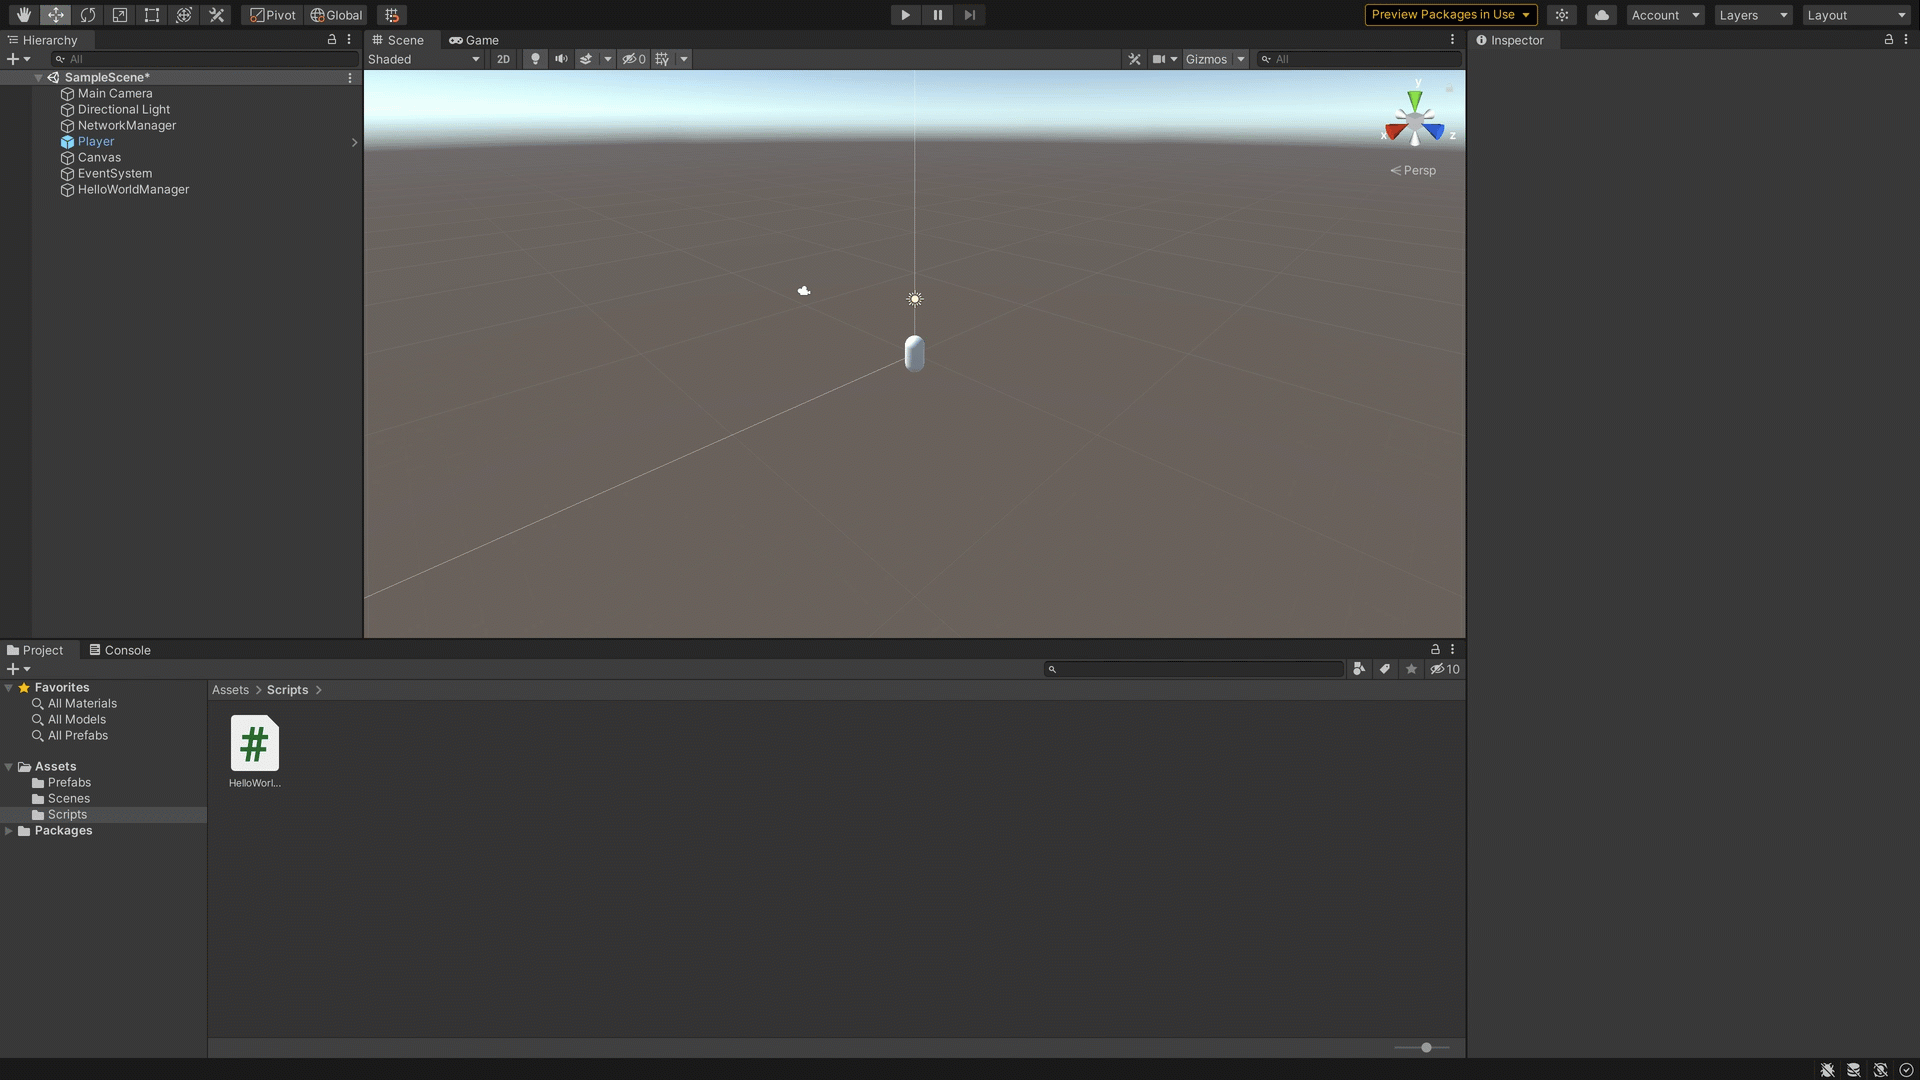 Pivot Global Preview Packages in Use Account Layers Layout
Hierarchy Scene Game Inspector
All Shaded 2D 0 Gizmos All
SampleScene*
Main Camera
Directional Light
NetworkManager
Player
Canvas
EventSystem
HelloWorldManager
y
x z
Persp
Project Console
10
Favorites Assets > Scripts >
All Materials
All Models
All Prefabs
#
HelloWorl...
Assets
Prefabs
Scenes
Scripts
Packages